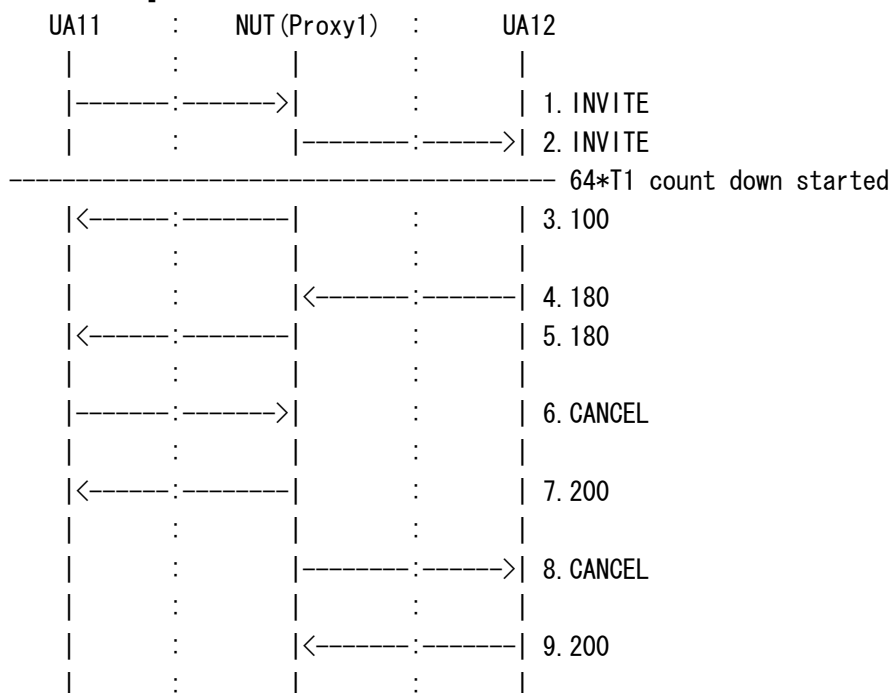 UA11 : NUT(Proxy1) : UA12
| : | : |
|-------:------->| : | 1. INVITE
| : |--------:------>| 2. INVITE
------------------------------------------ 64*T1 count down started
|<------:--------| : | 3. 100
| : | : |
| : |<-------:-------| 4. 180
|<------:--------| : | 5. 180
| : | : |
|-------:------->| : | 6. CANCEL
| : | : |
|<------:--------| : | 7. 200
| : | : |
| : |--------:------>| 8. CANCEL
| : | : |
| : |<-------:-------| 9. 200
| : | : |